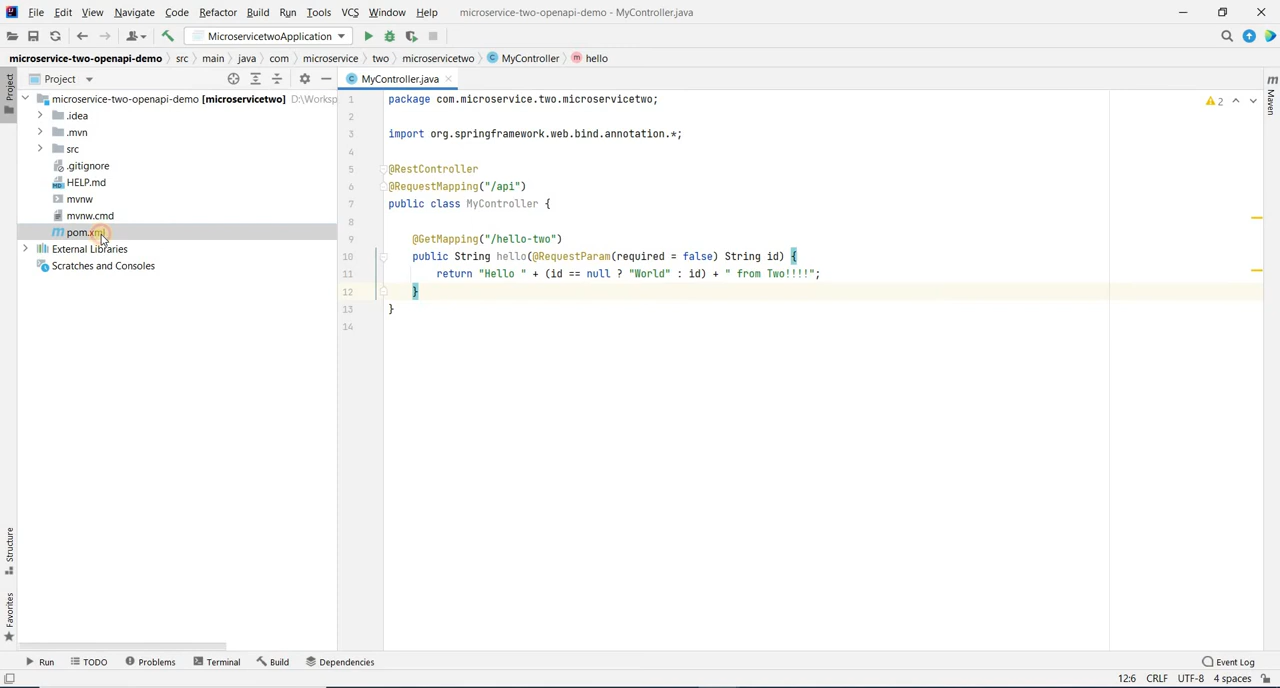 File Edit View Navigate Code Refactor Build Run Tools VCS Window Help microservice-two-openapi-demo - MyController.java
MicroservicetwoApplication
microservice-two-openapi-demo src main java com microservice two microservicetwo MyController hello
Project
MyController.java
Project
microservice-two-openapi-demo [microservicetwo] D:\Worksp
.idea
.mvn
src
.gitignore
HELP.md
mvnw
mvnw.cmd
pom.xml
External Libraries
Scratches and Consoles
1 package com.microservice.two.microservicetwo;
2
3 import org.springframework.web.bind.annotation.*;
4
5 @RestController
6 @RequestMapping("/api")
7 public class MyController {
8
9 @GetMapping("/hello-two")
10 public String hello(@RequestParam(required = false) String id) {
11 return "Hello " + (id == null ? "World" : id) + " from Two!!!!";
12 }
13 }
14
2
Maven
Structure
Favorites
Run TODO Problems Terminal Build Dependencies Event Log
12:6 CRLF UTF-8 4 spaces